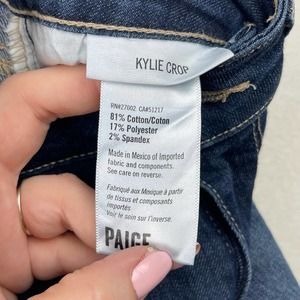 KYLIE CROP
RN#27002 CA#51217
81% Cotton/Coton
17% Polyester
2% Spandex
Made in Mexico of Imported
fabric and components.
See care on reverse.
Fabriqué aux Mexique à partir
de tissus et composants
importés
Voir le soin sur l'inverse.
PAIGE